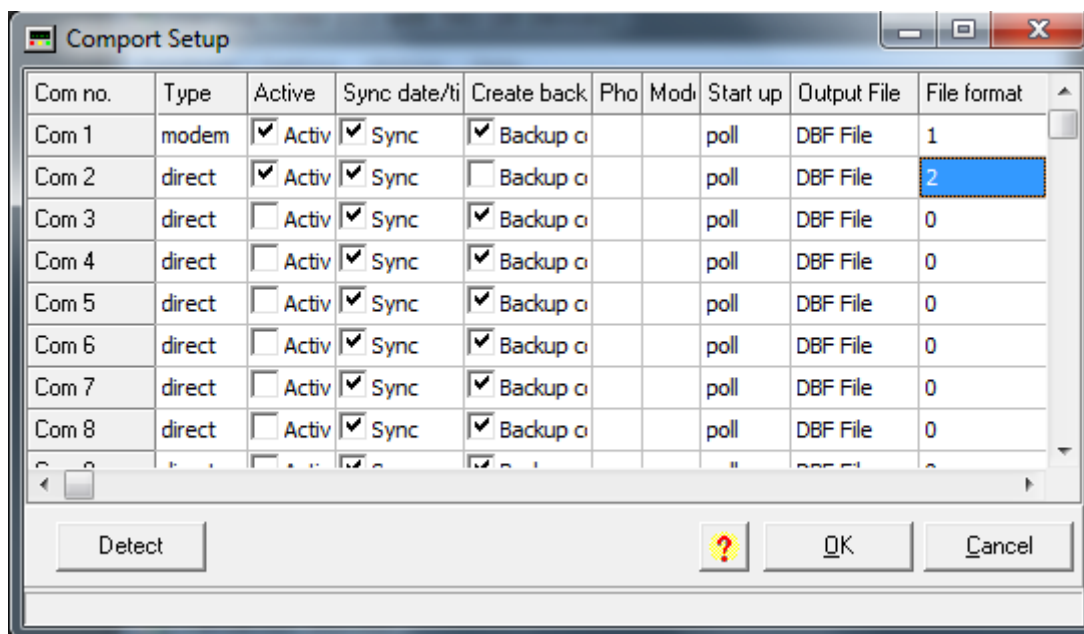 Comport Setup
Com no. Type Active Sync date/ti Create back Pho Mod Start up Output File File format
Com 1 modem Activ Sync Backup c poll DBF File 1
Com 2 direct Activ Sync Backup c poll DBF File 2
Com 3 direct Activ Sync Backup c poll DBF File 0
Com 4 direct Activ Sync Backup c poll DBF File 0
Com 5 direct Activ Sync Backup c poll DBF File 0
Com 6 direct Activ Sync Backup c poll DBF File 0
Com 7 direct Activ Sync Backup c poll DBF File 0
Com 8 direct Activ Sync Backup c poll DBF File 0
Detect ? OK Cancel